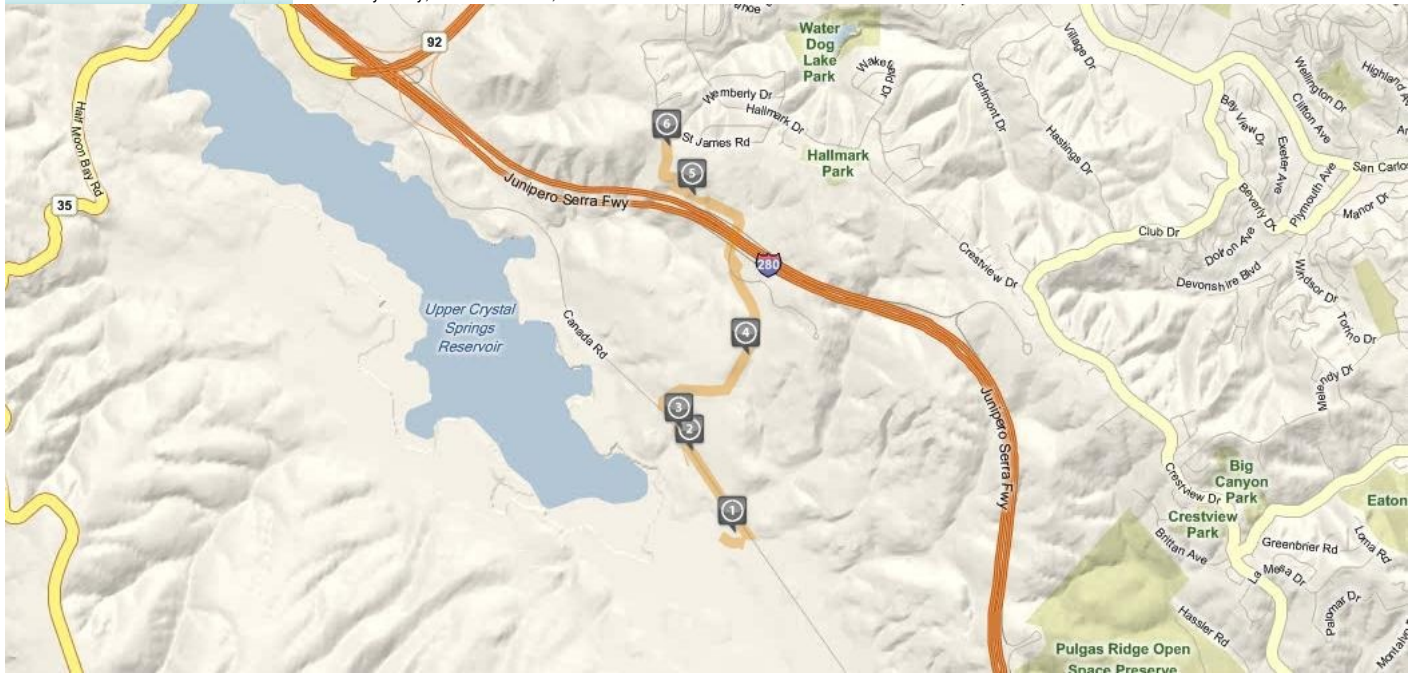 92
Water
Dog
Lake
Park
Wakefield Dr
Village Dr
Wellington Dr
Clifton Ave
Half Moon Bay Rd
Wemberly Dr
Hallmark Dr
Carlmont Dr
Hastings Dr
Bay View Dr
Exeter Ave
6
St James Rd
Hallmark
Park
San Carlos
Plymouth Ave
5
Junipero Serra Fwy
Beverly Dr
Manor Dr
35
Club Dr
Crestview Dr
Devonshire Blvd
Windsor Dr
280
Torino Dr
Upper Crystal
Springs
Reservoir
Canada Rd
4
3
2
Junipero Serra Fwy
Big
Canyon
Park
Crestview Dr
Crestview
Park
Eaton
1
Brittan Ave
Greenbrier Rd
Loma Rd
La Mesa Dr
Hassler Rd
Palomar Dr
Pulgas Ridge Open
Space Preserve